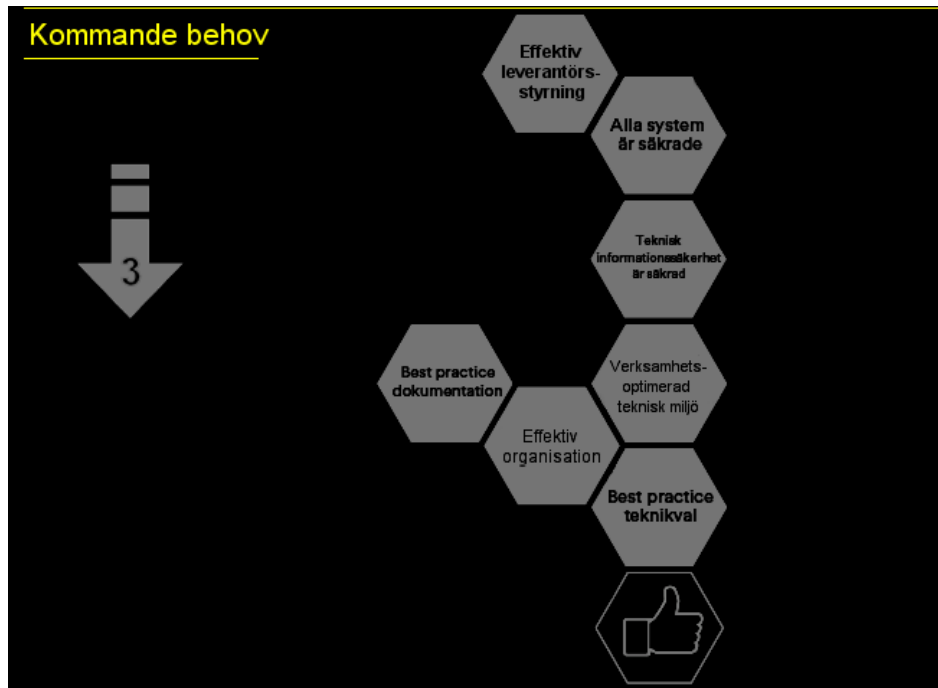 Kommande behov
Effektiv
leverantörs-
styrning
Alla system
är säkrade
3
Teknisk
informationssäkerhet
är säkrad
Best practice
dokumentation
Verksamhets-
optimerad
teknisk miljö
Effektiv
organisation
Best practice
teknikval